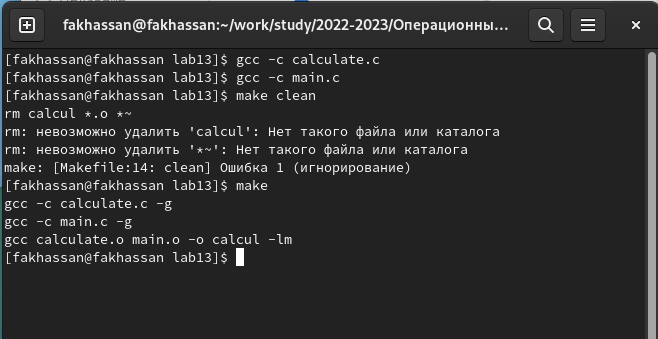 fakhassan@fakhassan:~/work/study/2022-2023/Операционны...
[fakhassan@fakhassan lab13]$ gcc -c calculate.c
[fakhassan@fakhassan lab13]$ gcc -c main.c
[fakhassan@fakhassan lab13]$ make clean
rm calcul *.o *~
rm: невозможно удалить 'calcul': Нет такого файла или каталога
rm: невозможно удалить '*~': Нет такого файла или каталога
make: [Makefile:14: clean] Ошибка 1 (игнорирование)
[fakhassan@fakhassan lab13]$ make
gcc -c calculate.c -g
gcc -c main.c -g
gcc calculate.o main.o -o calcul -lm
[fakhassan@fakhassan lab13]$